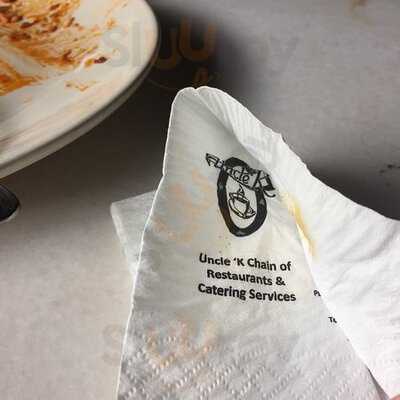 Uncle 'K
Uncle 'K Chain of
Restaurants &
Catering Services